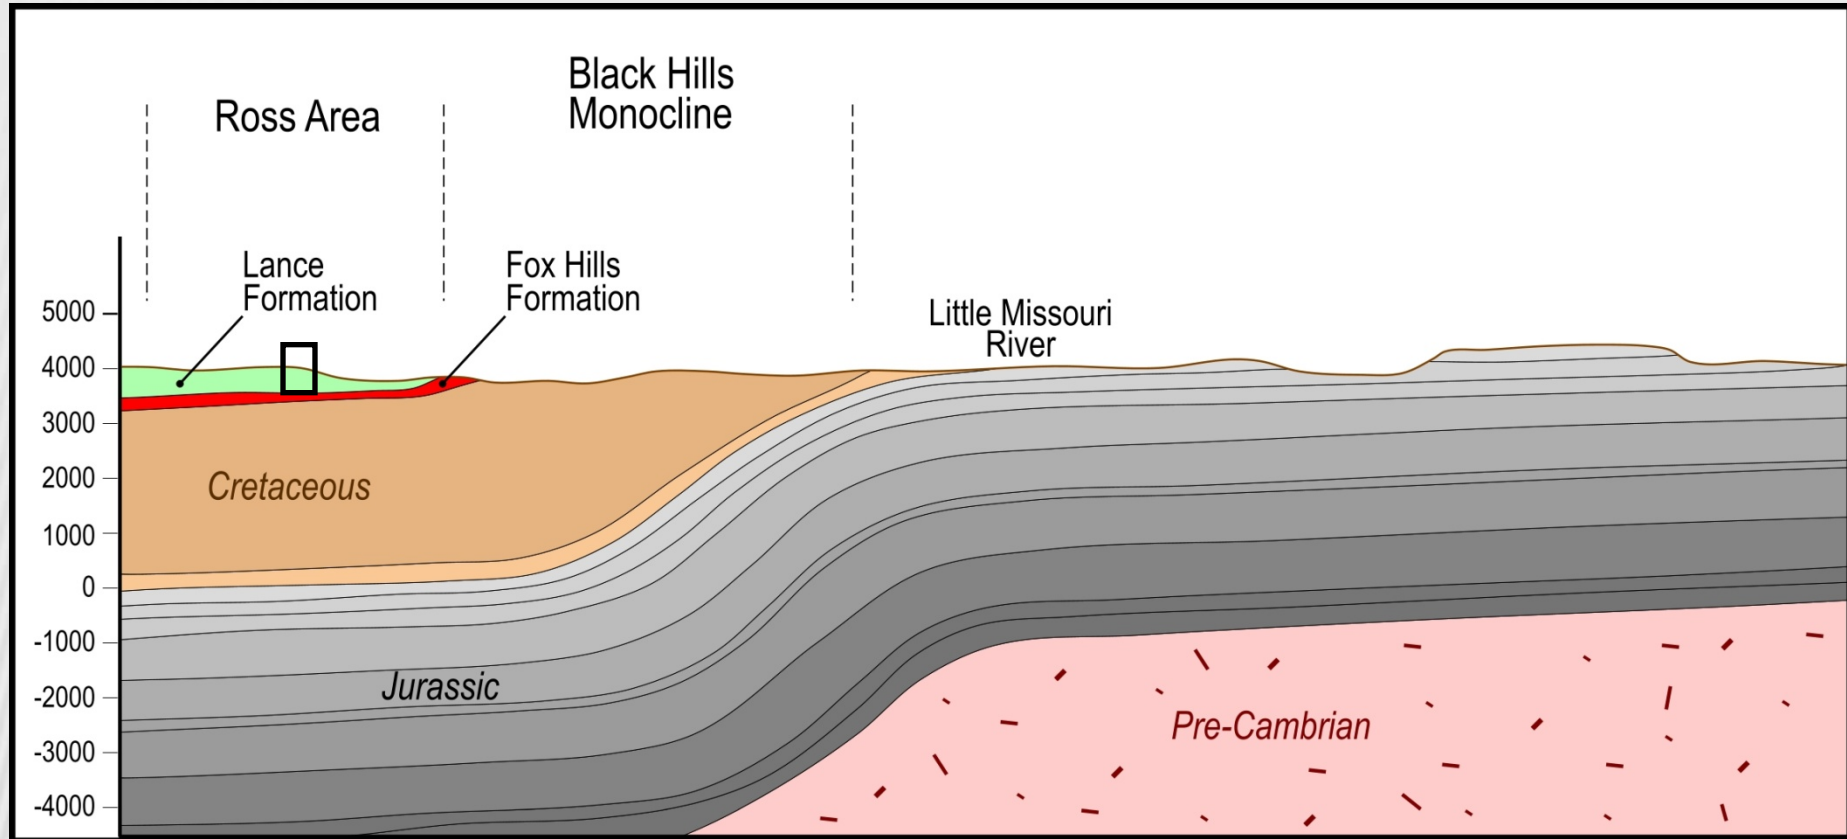 Black Hills
Monocline
Ross Area
Lance
Formation
Fox Hills
Formation
Little Missouri
River
5000
4000
3000
2000
1000
0
-1000
-2000
-3000
-4000
Cretaceous
Jurassic
Pre-Cambrian